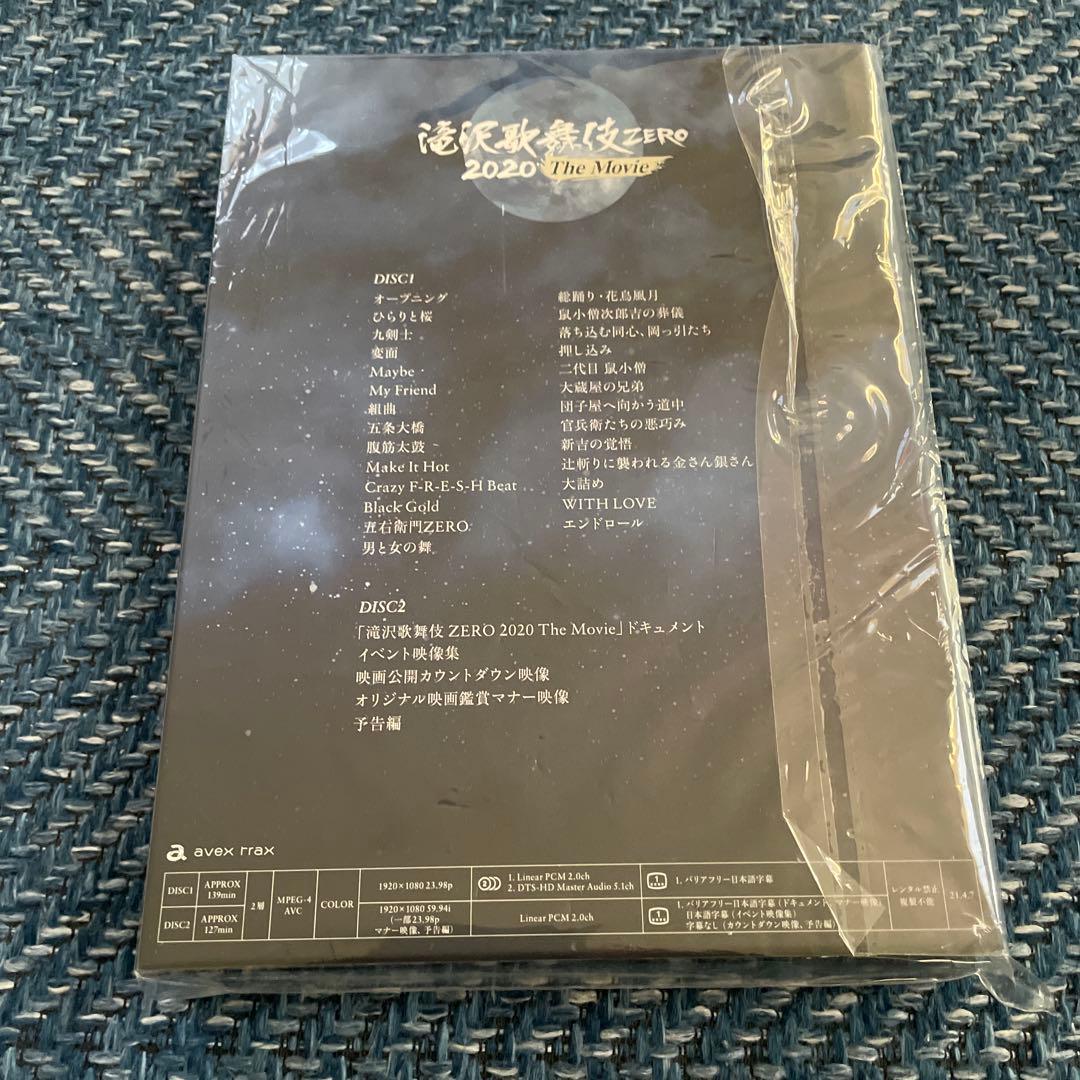 滝沢歌舞伎ZERO
2020 The Movie
DISC1
オープニング
ひらりと桜
九剣士
変面
Maybe
My Friend
組曲
五条大橋
腹筋太鼓
Make It Hot
Crazy F-R-E-S-H Beat
Black Gold
五右衛門ZERO
男と女の舞
総踊り・花鳥風月
鼠小僧次郎吉の葬儀
落ち込む同心、岡っ引たち
押し込み
二代目 鼠小僧
大蔵屋の兄弟
団子屋へ向かう道中
官兵衛たちの悪巧み
新吉の覚悟
辻斬りに襲われる金さん銀さん
大詰め
WITH LOVE
エンドロール
DISC2
「滝沢歌舞伎 ZERO 2020 The Movie」ドキュメント
イベント映像集
映画公開カウントダウン映像
オリジナル映画鑑賞マナー映像
予告編
a avex trax
DISC1
APPROX
139min
DISC2
APPROX
127min
2層
MPEG-4
AVC
COLOR
1920×1080 23.98p
1920×1080 59.94i
(一部23.98p
マナー映像、予告編)
1. Linear PCM 2.0ch
2. DTS-HD Master Audio 5.1ch
Linear PCM 2.0ch
1. バリアフリー日本語字幕
1. バリアフリー日本語字幕 (ドキュメント、マナー映像)
日本語字幕 (イベント映像集)
字幕なし (カウントダウン映像、予告編)
レンタル禁止
複製不能
'21.4.7